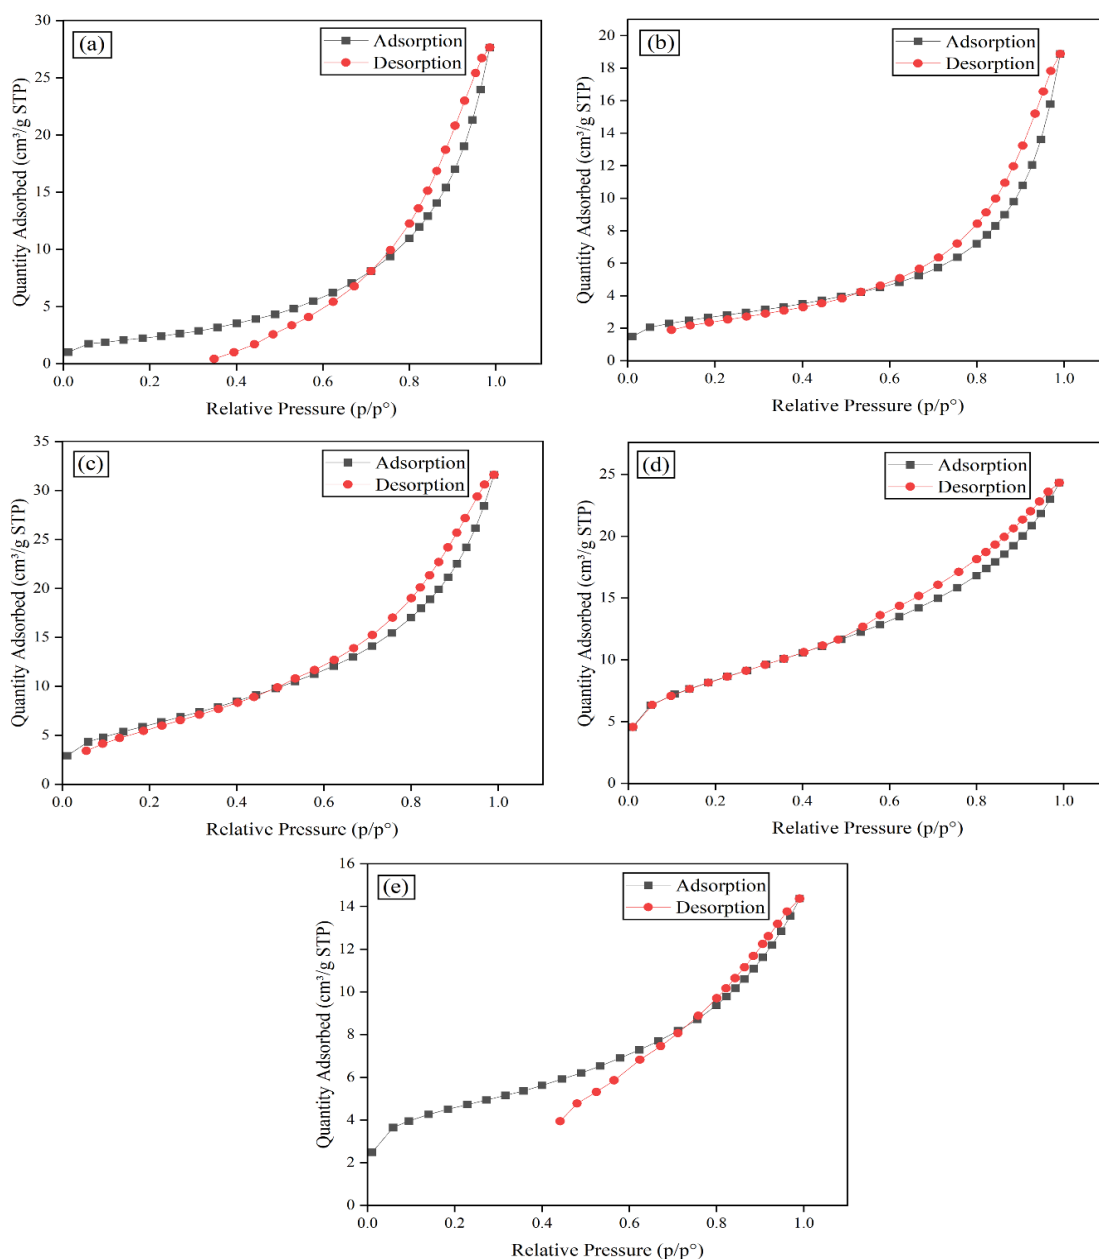 (a)
Adsorption
Desorption
Quantity Adsorbed (cm³/g STP)
30
25
20
15
10
5
0
0.0 0.2 0.4 0.6 0.8 1.0
Relative Pressure (p/p°)
(b)
Adsorption
Desorption
Quantity Adsorbed (cm³/g STP)
20
18
16
14
12
10
8
6
4
2
0
0.0 0.2 0.4 0.6 0.8 1.0
Relative Pressure (p/p°)
(c)
Adsorption
Desorption
Quantity Adsorbed (cm³/g STP)
35
30
25
20
15
10
5
0
0.0 0.2 0.4 0.6 0.8 1.0
Relative Pressure (p/p°)
(d)
Adsorption
Desorption
Quantity Adsorbed (cm³/g STP)
25
20
15
10
5
0
0.0 0.2 0.4 0.6 0.8 1.0
Relative Pressure (p/p°)
(e)
Adsorption
Desorption
Quantity Adsorbed (cm³/g STP)
16
14
12
10
8
6
4
2
0
0.0 0.2 0.4 0.6 0.8 1.0
Relative Pressure (p/p°)